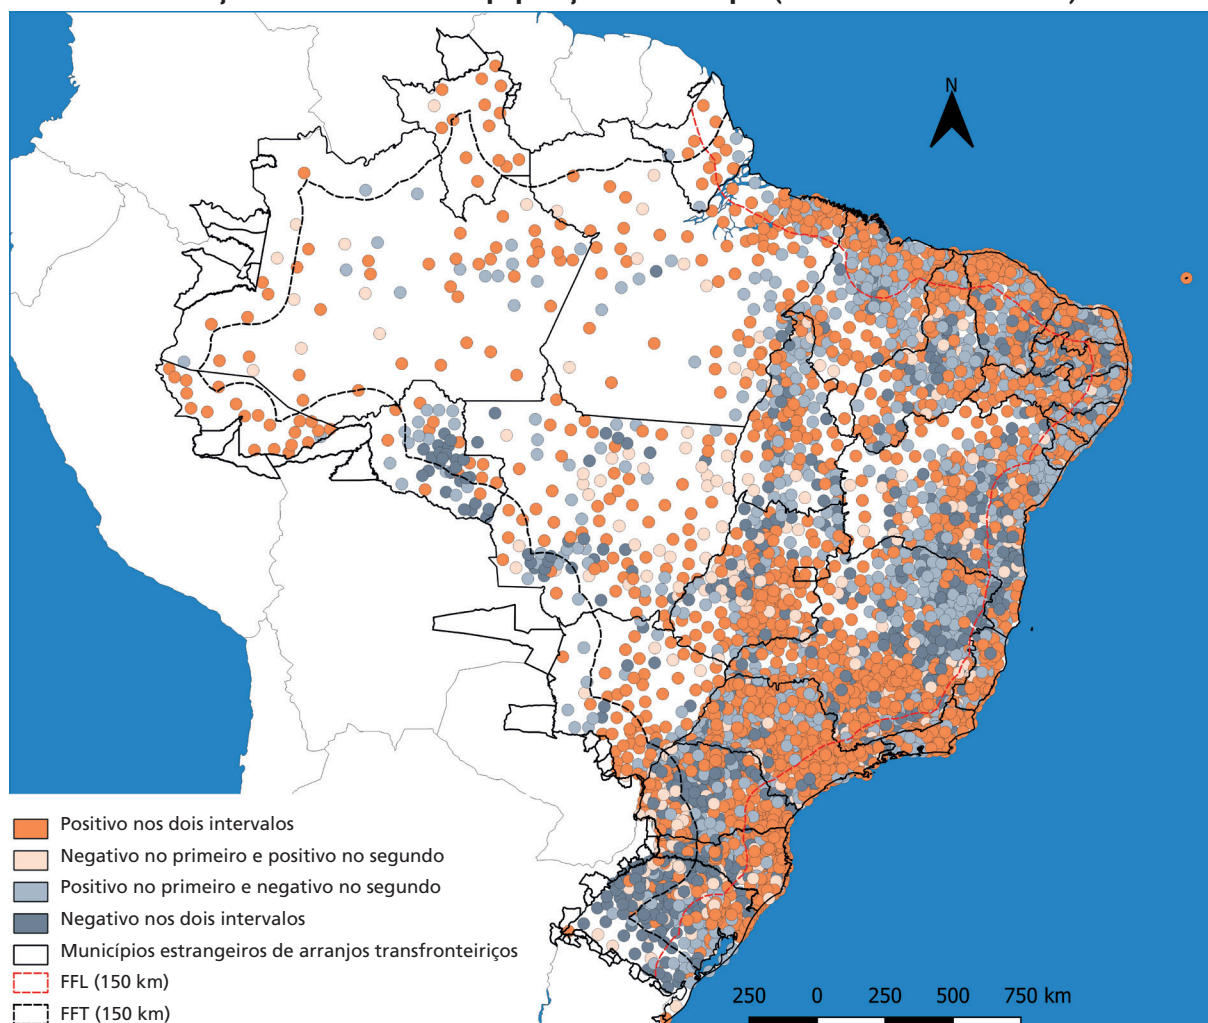 N
Positivo nos dois intervalos
Negativo no primeiro e positivo no segundo
Positivo no primeiro e negativo no segundo
Negativo nos dois intervalos
Municípios estrangeiros de arranjos transfronteiriços
FFL (150 km)
FFT (150 km)
250 0 250 500 750 km